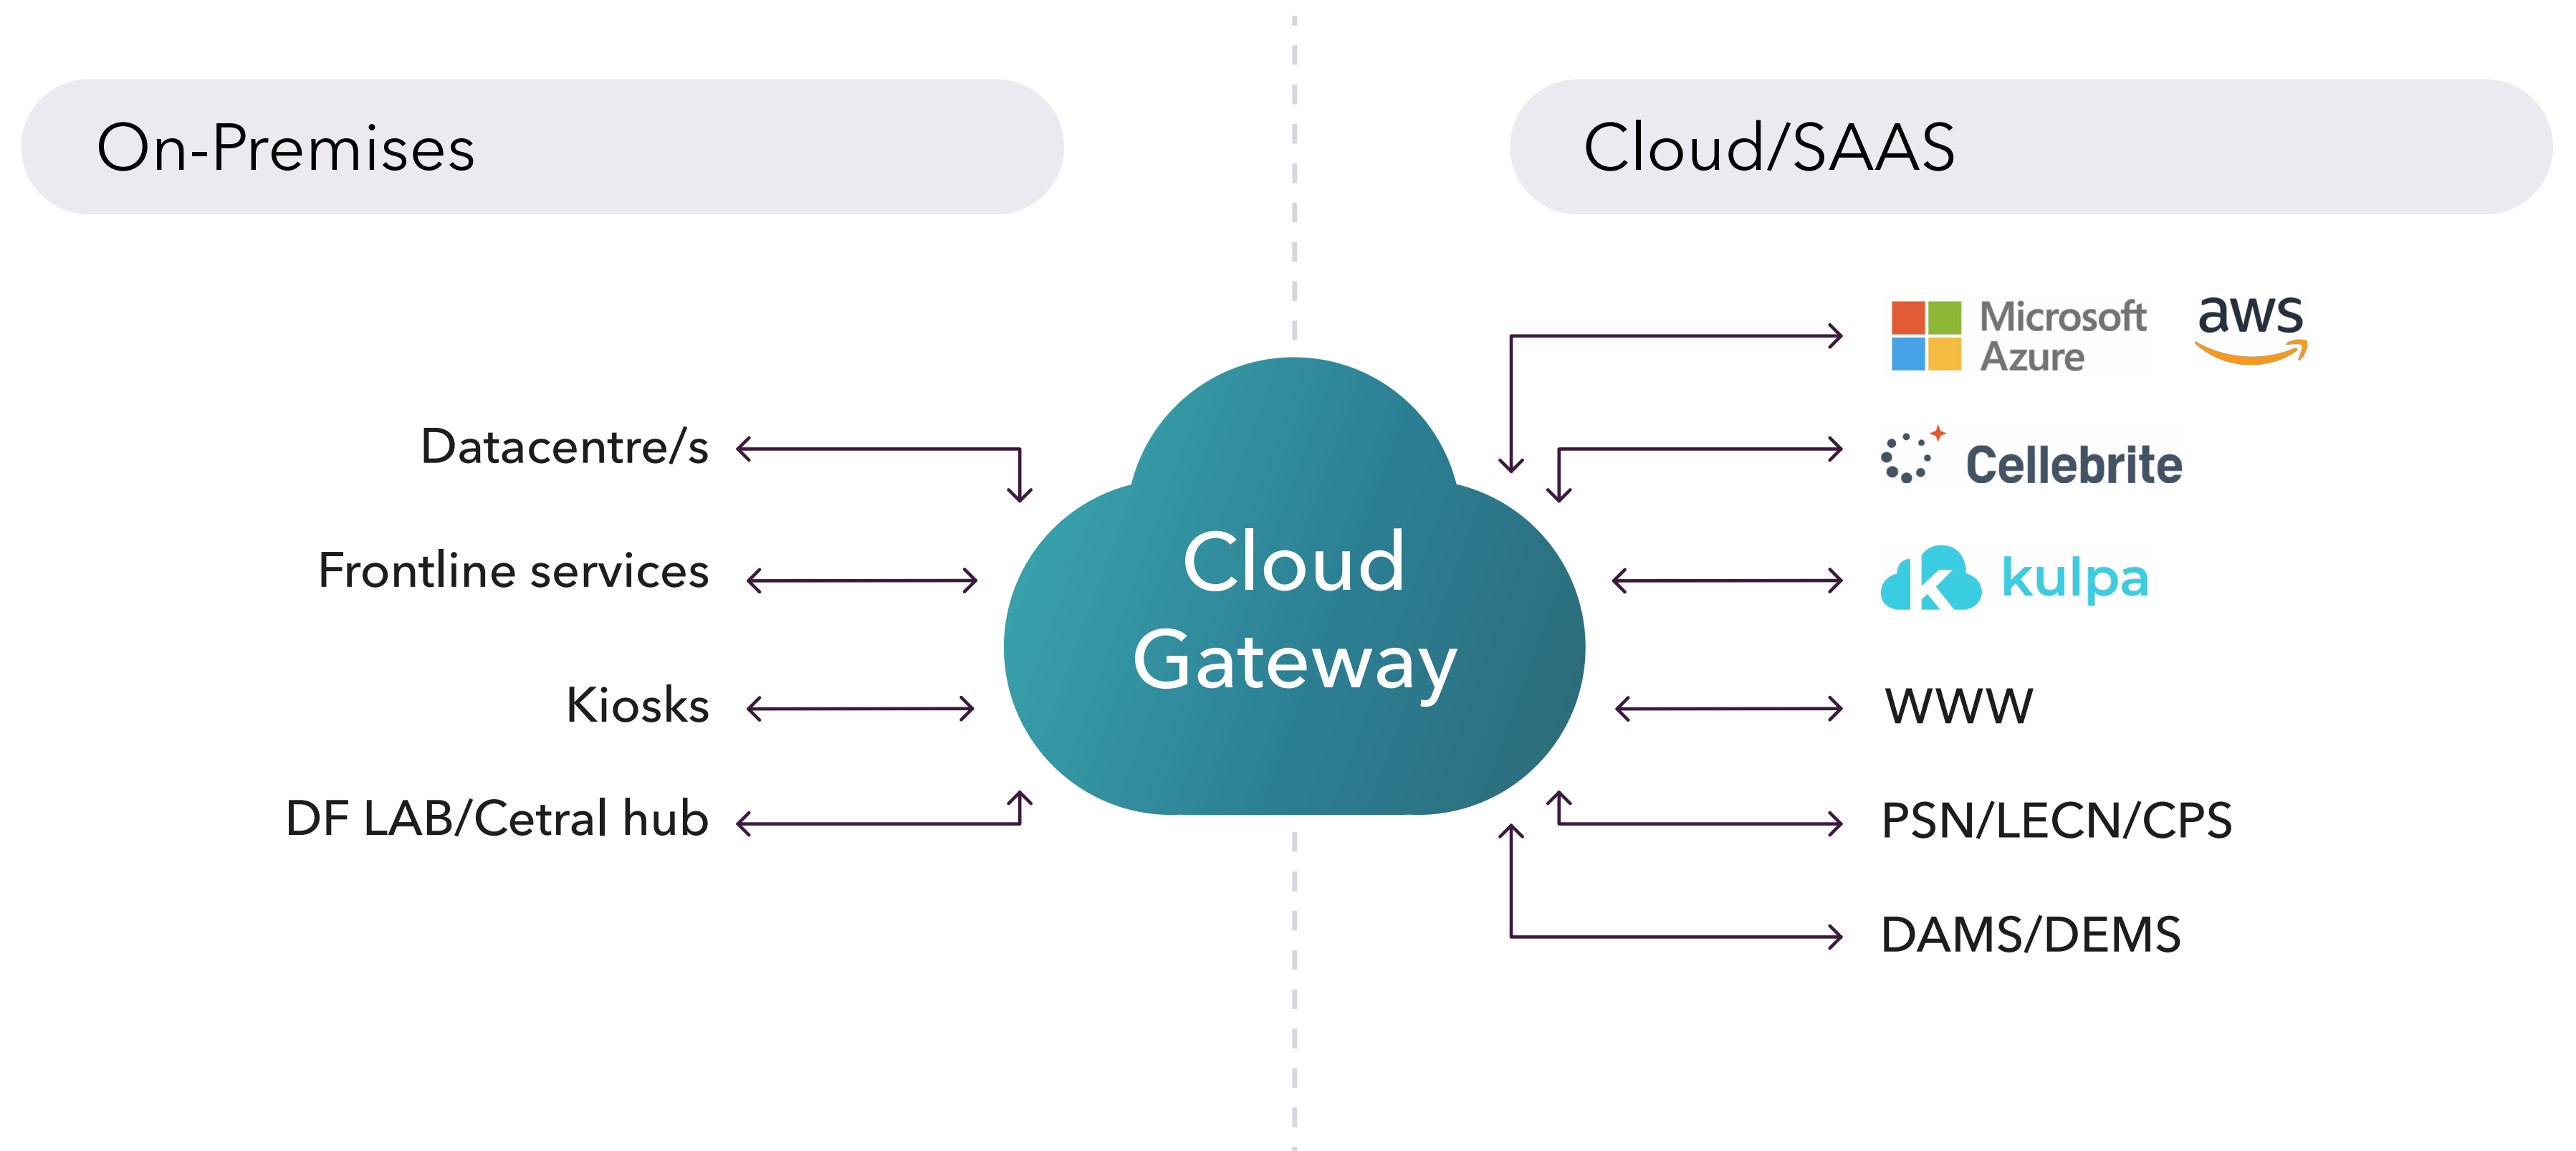 On-Premises
Cloud/SAAS
Datacentre/s
Frontline services
Kiosks
DF LAB/Cetral hub
Cloud
Gateway
Microsoft
Azure
aws
Cellebrite
kulpa
WWW
PSN/LECN/CPS
DAMS/DEMS